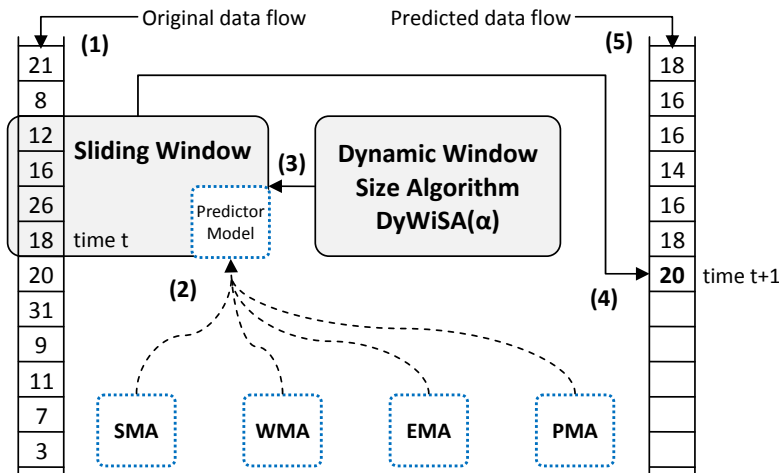 Original data flow
Predicted data flow
(1)
(5)
21
18
8
16
12
16
Sliding Window
Dynamic Window
Size Algorithm
DyWiSA(α)
(3)
16
14
26
16
Predictor
Model
18
time t
18
20
20
time t+1
(2)
(4)
31
9
11
7
3
SMA
WMA
EMA
PMA